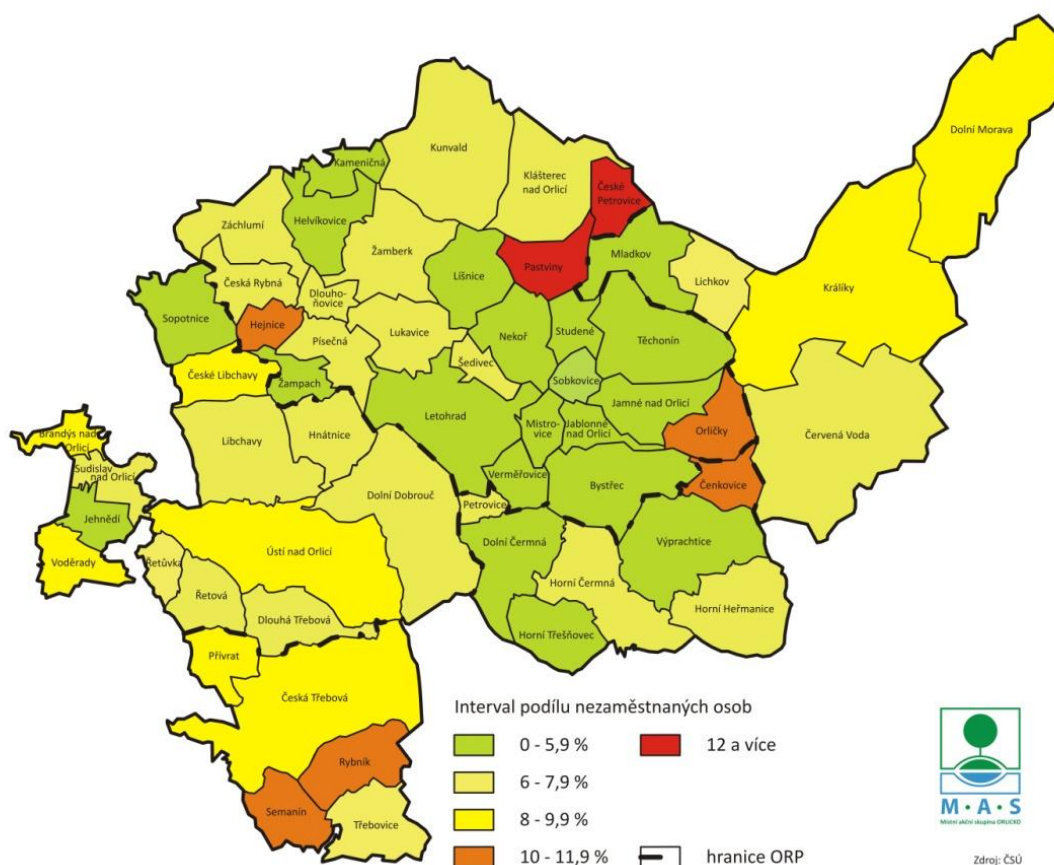 Dolní Morava
Kunvald
Kameničná
Klášterec
nad Orlicí
České
Petrovice
Helvíkovice
Záchlumí
Žamberk
Mladkov
Líšnice
Pastviny
Lichkov
Česká Rybná
Dlouho-
ňovice
Králíky
Sopotnice
Hejnice
Písečná
Lukavice
Nekoř
Studené
Těchonín
Šedivec
České Libchavy
Žampach
Sobkovice
Jamné nad Orlicí
Letohrad
Mistro-
vice
Jablonné
nad Orlicí
Orličky
Červená Voda
Brandýs nad
Orlicí
Libchavy
Hnátnice
Sudislav
nad Orlicí
Verměřovice
Bystřec
Čenkovice
Dolní Dobrouč
Petrovice
Jehnědí
Ústí nad Orlicí
Dolní Čermná
Výprachtice
Voděrady
Řetůvka
Řetová
Horní Čermná
Horní Heřmanice
Dlouhá Třebová
Horní Třešňovec
Přívrat
Česká Třebová
Rybník
Semanín
Třebovice
Interval podílu nezaměstnaných osob
0 - 5,9 %
12 a více
6 - 7,9 %
8 - 9,9 %
10 - 11,9 %
hranice ORP
M·A·S
Místní akční skupina ORLICKO
Zdroj: ČSÚ